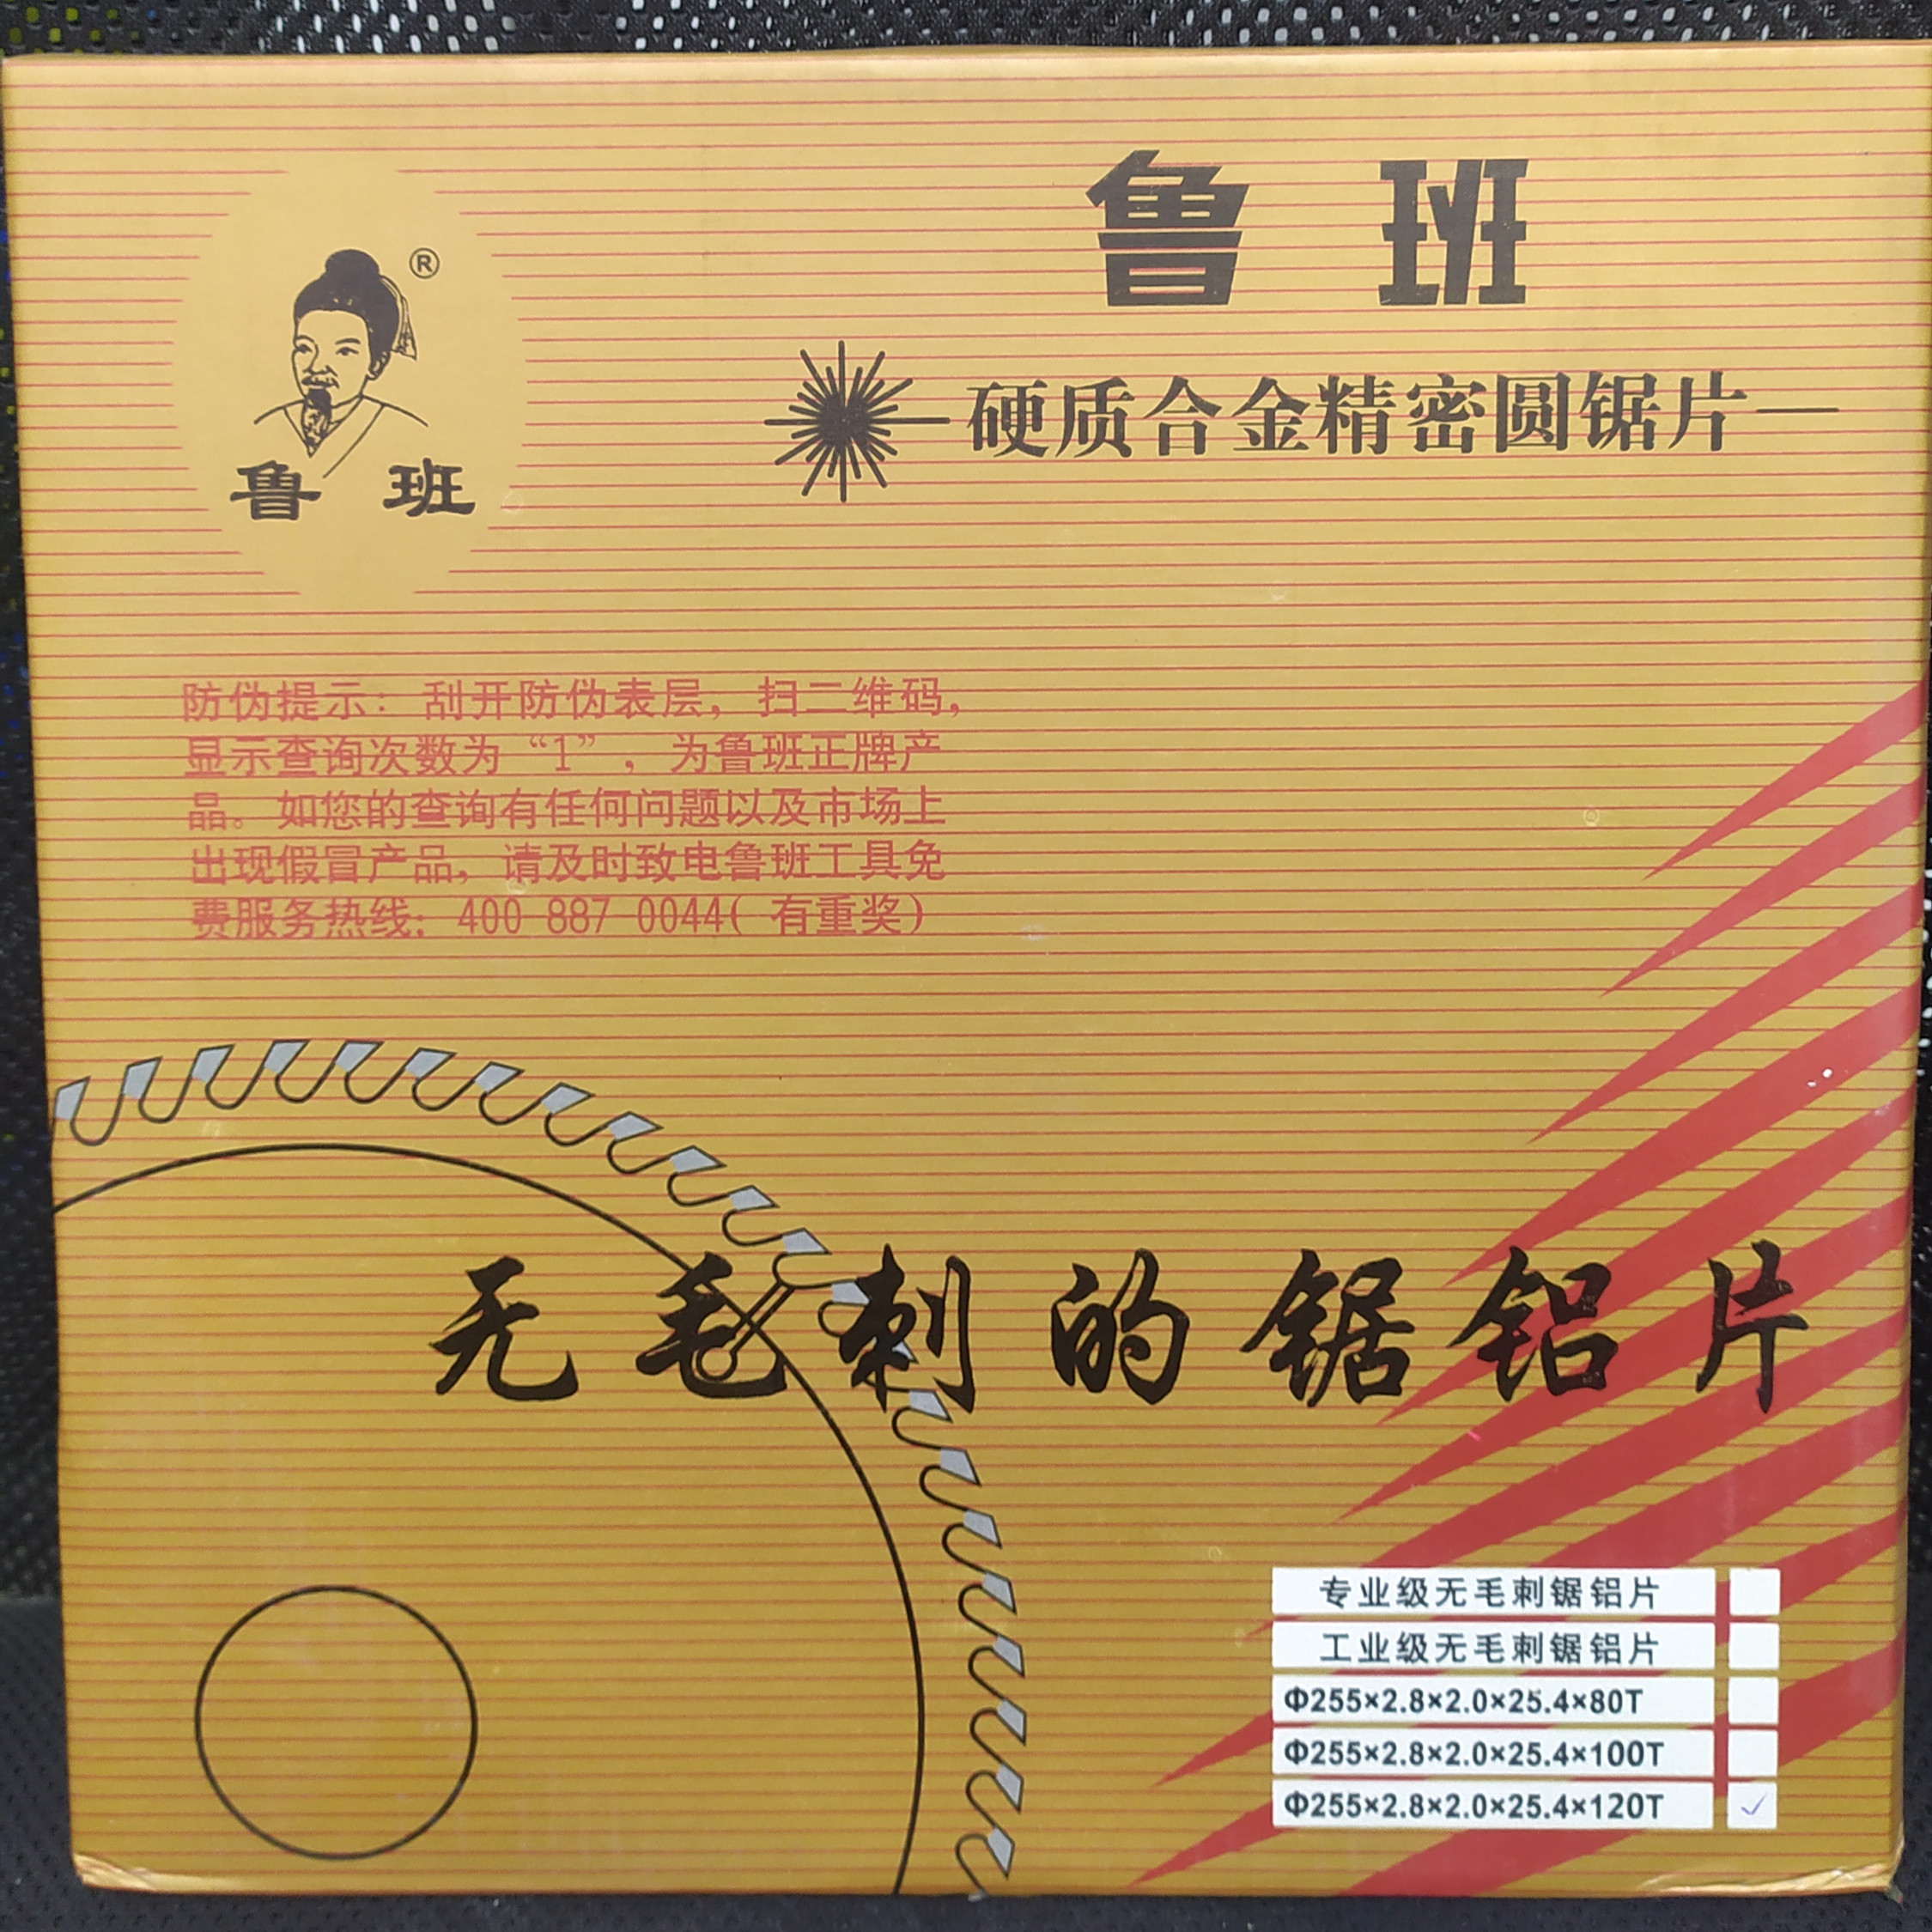 鲁班
®
硬质合金精密圆锯片
鲁班
防伪提示：刮开防伪表层，扫二维码，
显示查询次数为“1”，为鲁班正牌产
品。如您的查询有任何问题以及市场上
出现假冒产品，请及时致电鲁班工具免
费服务热线：400 887 0044(有重奖)
无毛刺的锯铝片
专业级无毛刺锯铝片
工业级无毛刺锯铝片
Φ255×2.8×2.0×25.4×80T
Φ255×2.8×2.0×25.4×100T
Φ255×2.8×2.0×25.4×120T